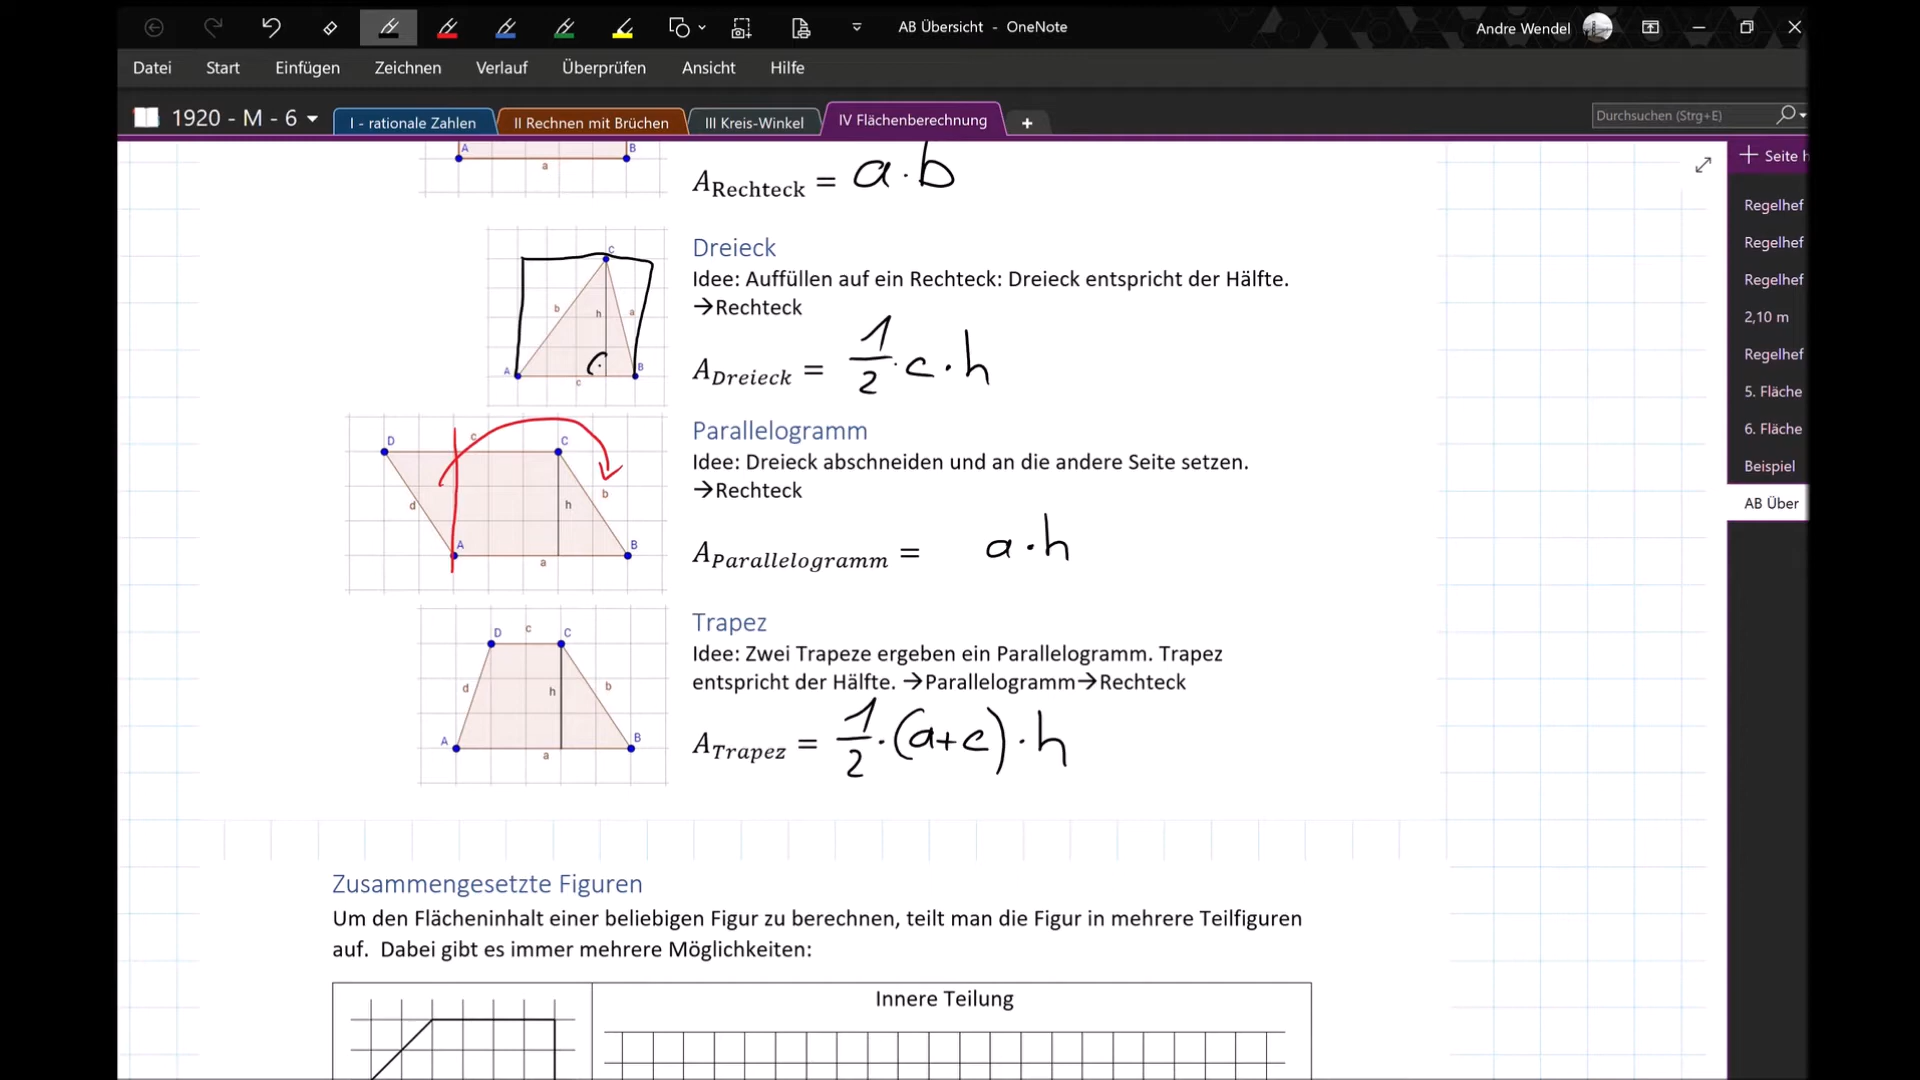 AB Übersicht - OneNote
Andre Wendel
Datei Start Einfügen Zeichnen Verlauf Überprüfen Ansicht Hilfe
1920 - M - 6
I - rationale Zahlen
II Rechnen mit Brüchen
III Kreis-Winkel
IV Flächenberechnung
+
Durchsuchen (Strg+E)
A B
a
A_Rechteck = a · b
Dreieck
Idee: Auffüllen auf ein Rechteck: Dreieck entspricht der Hälfte.
→Rechteck
A_Dreieck = 1/2 · c · h
C
b h a
A B
c
Parallelogramm
Idee: Dreieck abschneiden und an die andere Seite setzen.
→Rechteck
A_Parallelogramm = a · h
D c C
d h b
A B
a
Trapez
Idee: Zwei Trapeze ergeben ein Parallelogramm. Trapez
entspricht der Hälfte. →Parallelogramm→Rechteck
A_Trapez = 1/2 · (a+c) · h
D c C
d h b
A B
a
Zusammengesetzte Figuren
Um den Flächeninhalt einer beliebigen Figur zu berechnen, teilt man die Figur in mehrere Teilfiguren
auf. Dabei gibt es immer mehrere Möglichkeiten:
Innere Teilung
+ Seite h
Regelhef
Regelhef
Regelhef
2,10 m
Regelhef
5. Fläche
6. Fläche
Beispiel
AB Über